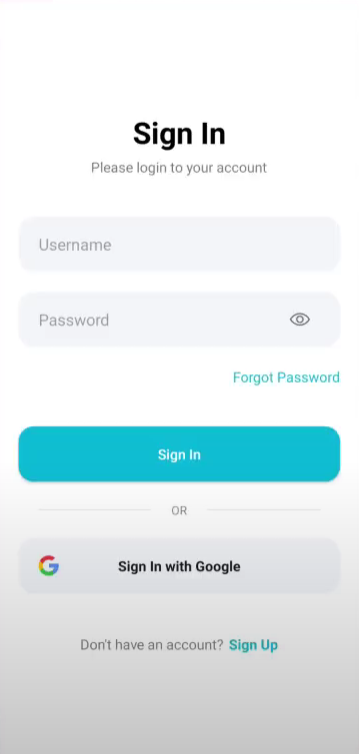 Sign In
Please login to your account
Username
Password
Forgot Password
Sign In
OR
Sign In with Google
Don't have an account? Sign Up